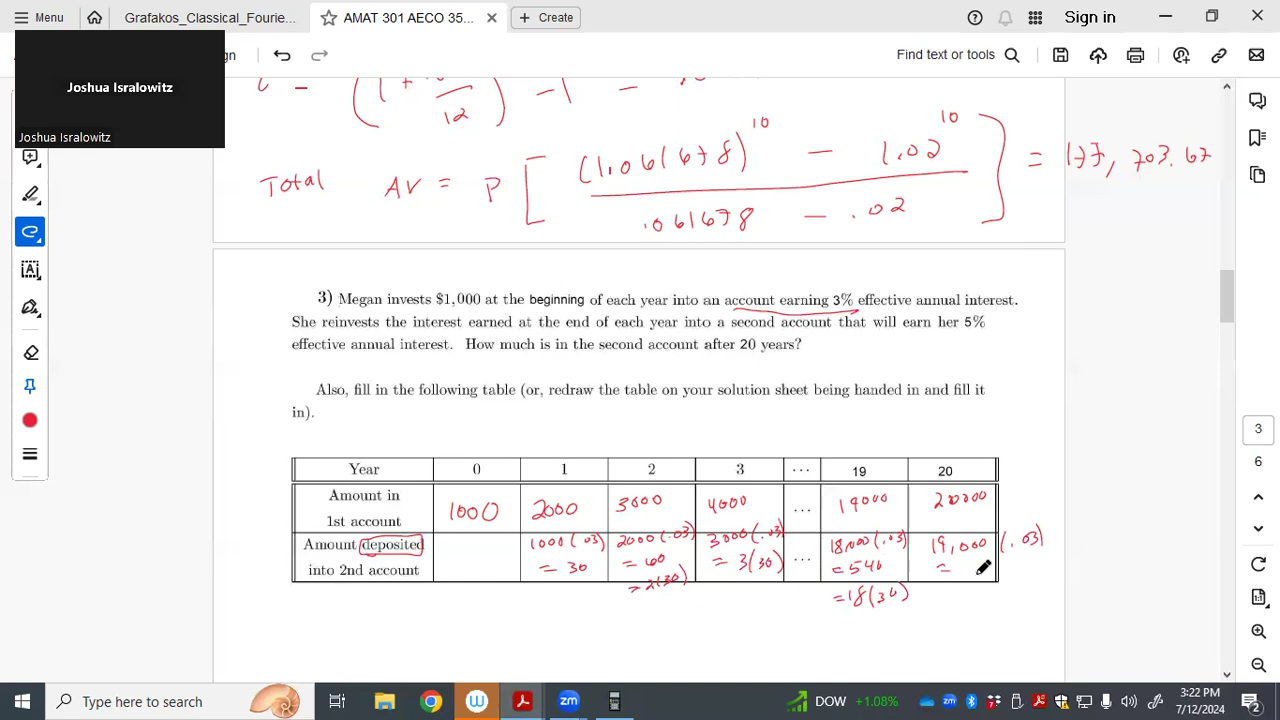 Menu
Grafakos_Classical_Fourie...
AMAT 301 AECO 35...
Create
Sign in
Joshua Isralowitz
Joshua Isralowitz
gn
Find text or tools
12
Total AV = P [ (1.061678)^10 − 1.02^10 / .061678 − .02 ] = 177,703.67
3) Megan invests $1,000 at the beginning of each year into an account earning 3% effective annual interest.
She reinvests the interest earned at the end of each year into a second account that will earn her 5%
effective annual interest. How much is in the second account after 20 years?
Also, fill in the following table (or, redraw the table on your solution sheet being handed in and fill it
in).
Year 0 1 2 3 ... 19 20
Amount in
1st account
1000 2000 3000 4000 ... 19000 20000
Amount deposited
into 2nd account
1000(.03) 2000(.03) 3000(.03) ... 18,000(.03) 19,000(.03)
= 30 = 60 = 3(30) = 540 =
= 2(30) = 18(30)
3
6
Type here to search
DOW +1.08%
3:22 PM
7/12/2024
2